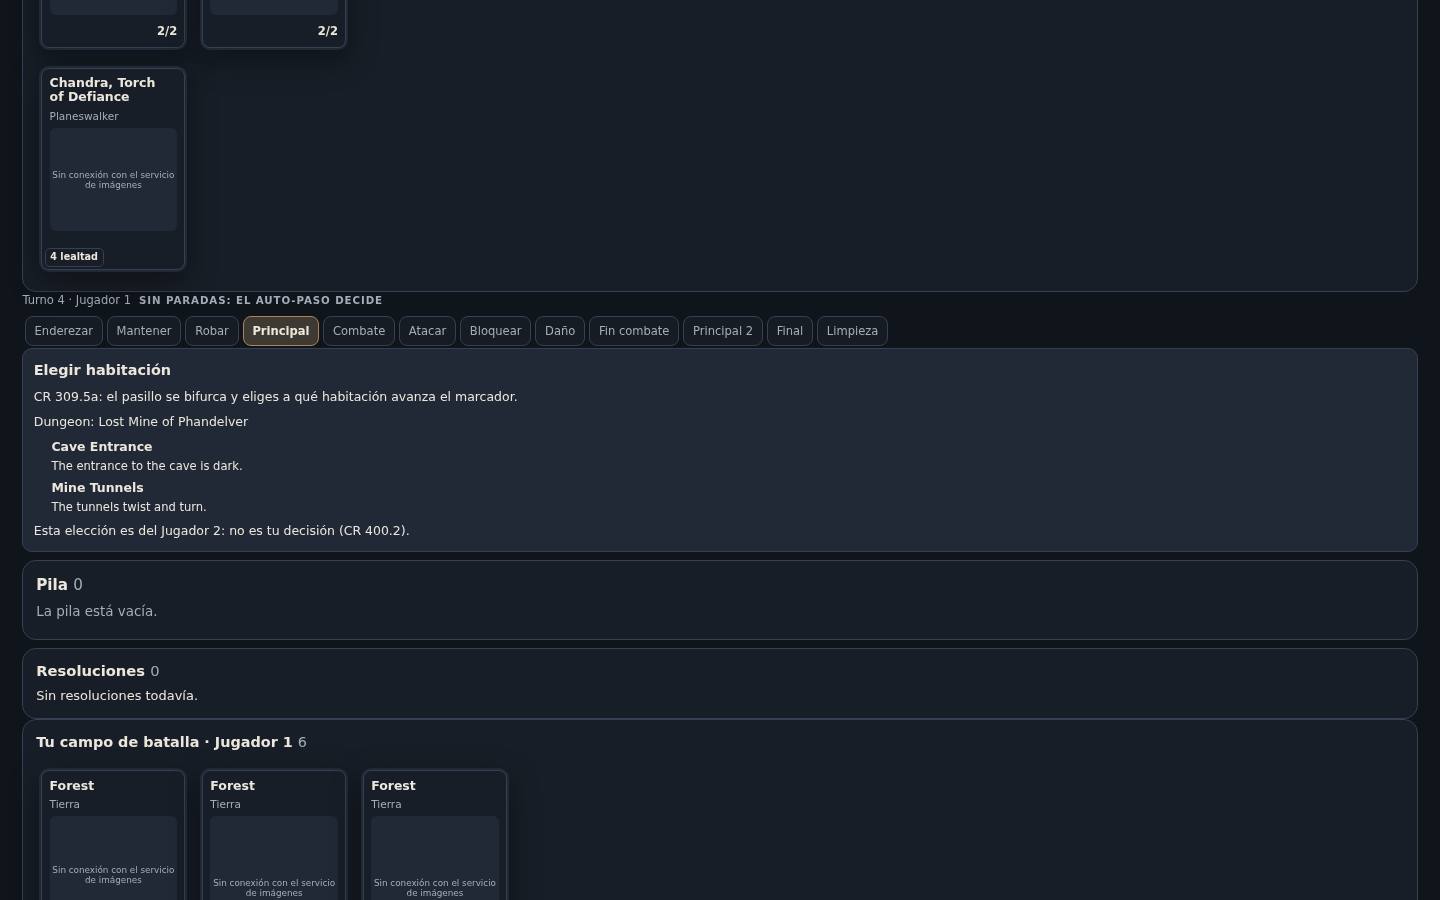 2/2
2/2
Chandra, Torch
of Defiance
Planeswalker
Sin conexión con el servicio
de imágenes
4 lealtad
Turno 4 · Jugador 1 SIN PARADAS: EL AUTO-PASO DECIDE
Enderezar Mantener Robar Principal Combate Atacar Bloquear Daño Fin combate Principal 2 Final Limpieza
Elegir habitación
CR 309.5a: el pasillo se bifurca y eliges a qué habitación avanza el marcador.
Dungeon: Lost Mine of Phandelver
Cave Entrance
The entrance to the cave is dark.
Mine Tunnels
The tunnels twist and turn.
Esta elección es del Jugador 2: no es tu decisión (CR 400.2).
Pila 0
La pila está vacía.
Resoluciones 0
Sin resoluciones todavía.
Tu campo de batalla · Jugador 1 6
Forest
Tierra
Sin conexión con el servicio
de imágenes
Forest
Tierra
Sin conexión con el servicio
de imágenes
Forest
Tierra
Sin conexión con el servicio
de imágenes